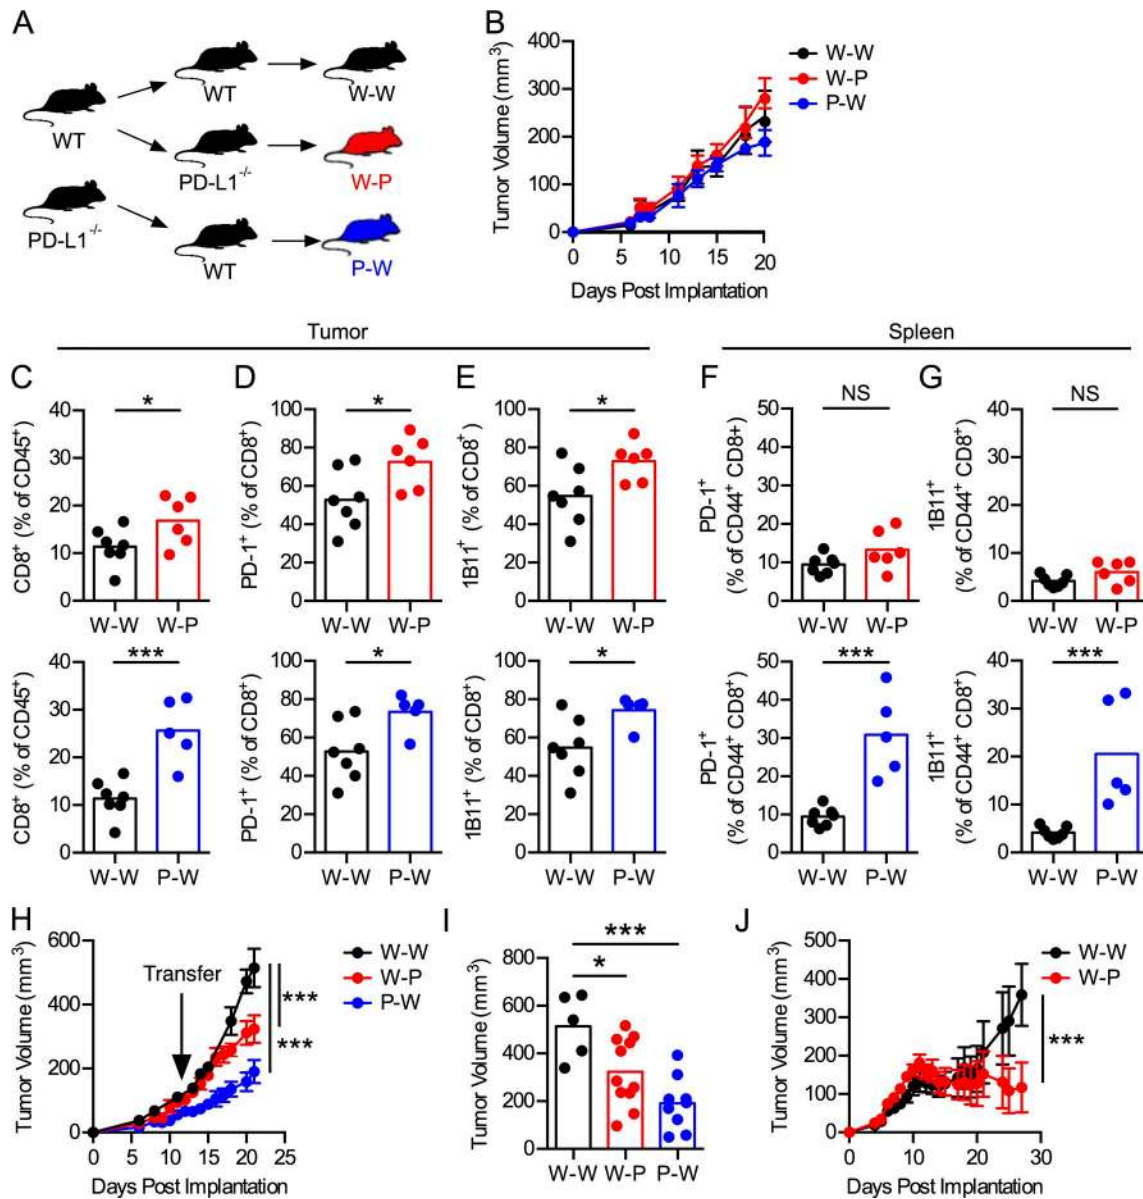 A
WT
W-W
WT
PD-L1-/-
W-P
PD-L1-/-
WT
P-W
B
Tumor Volume (mm3)
400
300
200
100
0
0 5 10 15 20
Days Post Implantation
W-W
W-P
P-W
Tumor
Spleen
C
CD8+ (% of CD45+)
40
30
20
10
0
*
W-W W-P
D
PD-1+ (% of CD8+)
100
80
60
40
20
0
*
W-W W-P
E
1B11+ (% of CD8+)
100
80
60
40
20
0
*
W-W W-P
F
PD-1+
(% of CD44+ CD8+)
50
40
30
20
10
0
NS
W-W W-P
G
1B11+
(% of CD44+ CD8+)
40
30
20
10
0
NS
W-W W-P
CD8+ (% of CD45+)
40
30
20
10
0
***
W-W P-W
PD-1+ (% of CD8+)
100
80
60
40
20
0
*
W-W P-W
1B11+ (% of CD8+)
100
80
60
40
20
0
*
W-W P-W
PD-1+
(% of CD44+ CD8+)
50
40
30
20
10
0
***
W-W P-W
1B11+
(% of CD44+ CD8+)
40
30
20
10
0
***
W-W P-W
H
Tumor Volume (mm3)
600
400
200
0
Transfer
W-W
W-P
P-W
***
***
0 5 10 15 20 25
Days Post Implantation
I
Tumor Volume (mm3)
800
600
400
200
0
***
*
W-W W-P P-W
J
Tumor Volume (mm3)
500
400
300
200
100
0
W-W
W-P
***
0 10 20 30
Days Post Implantation